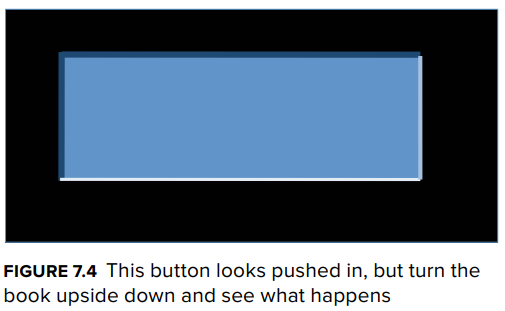 FIGURE 7.4 This button looks pushed in, but turn the
book upside down and see what happens